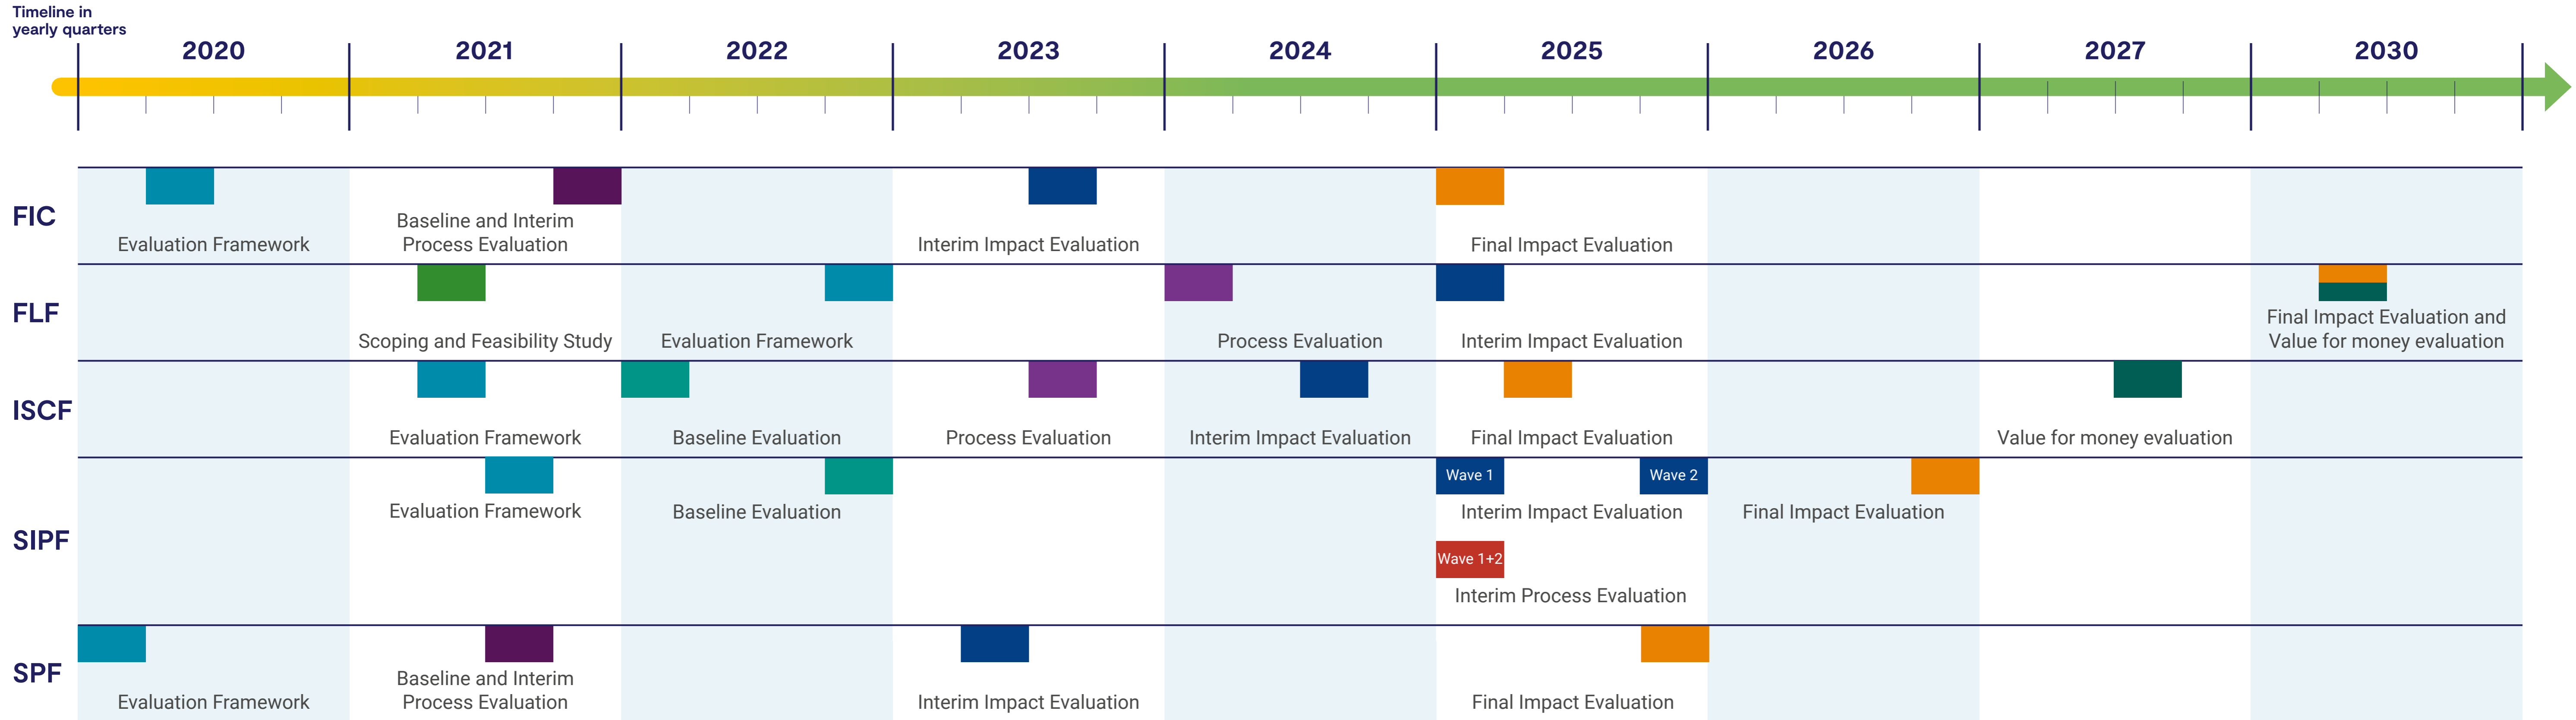 Timeline in
yearly quarters
2020 2021 2022 2023 2024 2025 2026 2027 2030
FIC
Evaluation Framework
Baseline and Interim
Process Evaluation
Interim Impact Evaluation
Final Impact Evaluation
FLF
Scoping and Feasibility Study
Evaluation Framework
Process Evaluation
Interim Impact Evaluation
Final Impact Evaluation and
Value for money evaluation
ISCF
Evaluation Framework
Baseline Evaluation
Process Evaluation
Interim Impact Evaluation
Final Impact Evaluation
Value for money evaluation
SIPF
Evaluation Framework
Baseline Evaluation
Wave 1
Wave 2
Interim Impact Evaluation
Final Impact Evaluation
Wave 1+2
Interim Process Evaluation
SPF
Evaluation Framework
Baseline and Interim
Process Evaluation
Interim Impact Evaluation
Final Impact Evaluation